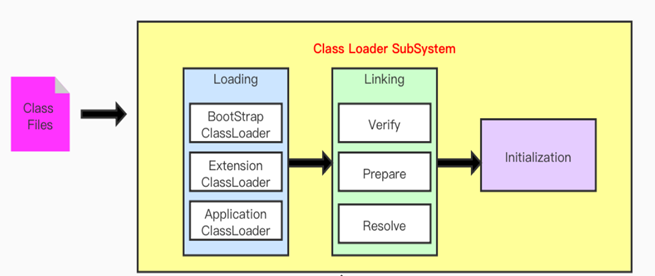 Class Loader SubSystem
Class
Files
Loading
BootStrap
ClassLoader
Extension
ClassLoader
Application
ClassLoader
Linking
Verify
Prepare
Resolve
Initialization